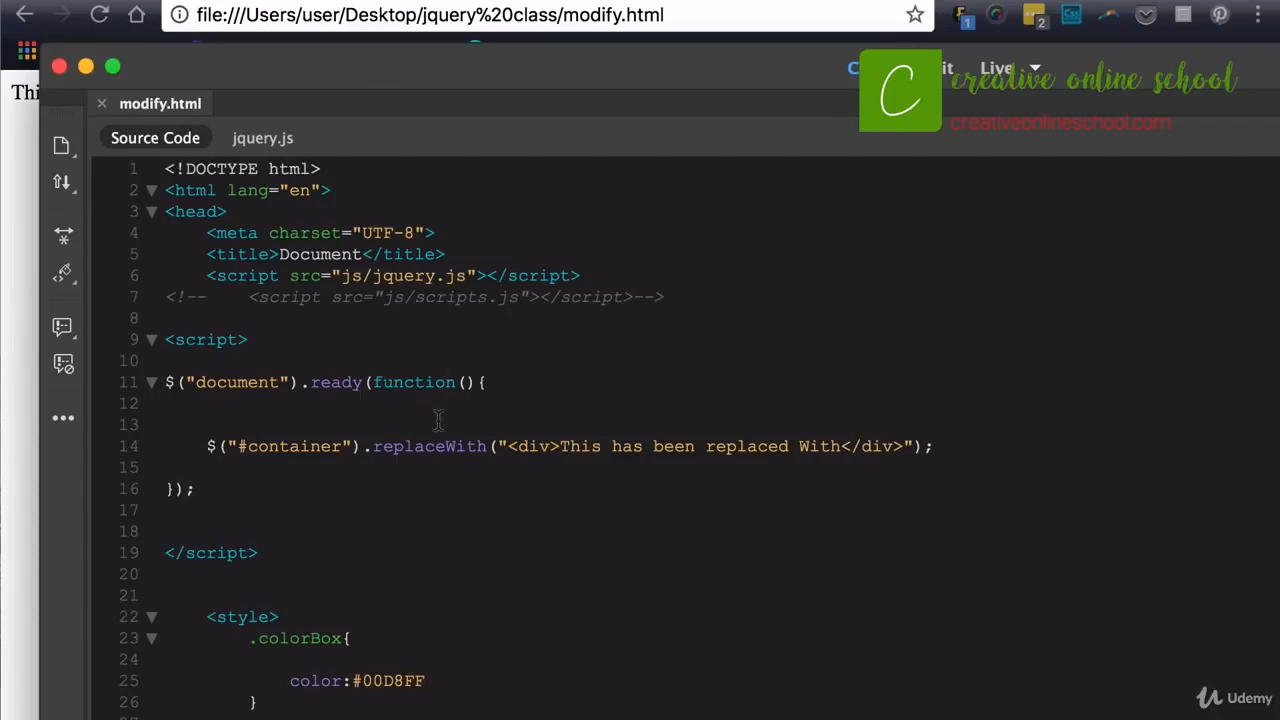 file:///Users/user/Desktop/jquery%20class/modify.html
1
2
Css
Thi
it
Live
C
creative online school
creativeonlineschool.com
modify.html
Source Code
jquery.js
1 <!DOCTYPE html>
2 <html lang="en">
3 <head>
4 <meta charset="UTF-8">
5 <title>Document</title>
6 <script src="js/jquery.js"></script>
7 <!-- <script src="js/scripts.js"></script>-->
8
9 <script>
10
11 $("document").ready(function(){
12
13
14 $("#container").replaceWith("<div>This has been replaced With</div>");
15
16 });
17
18
19 </script>
20
21
22 <style>
23 .colorBox{
24
25 color:#00D8FF
26 }
Udemy